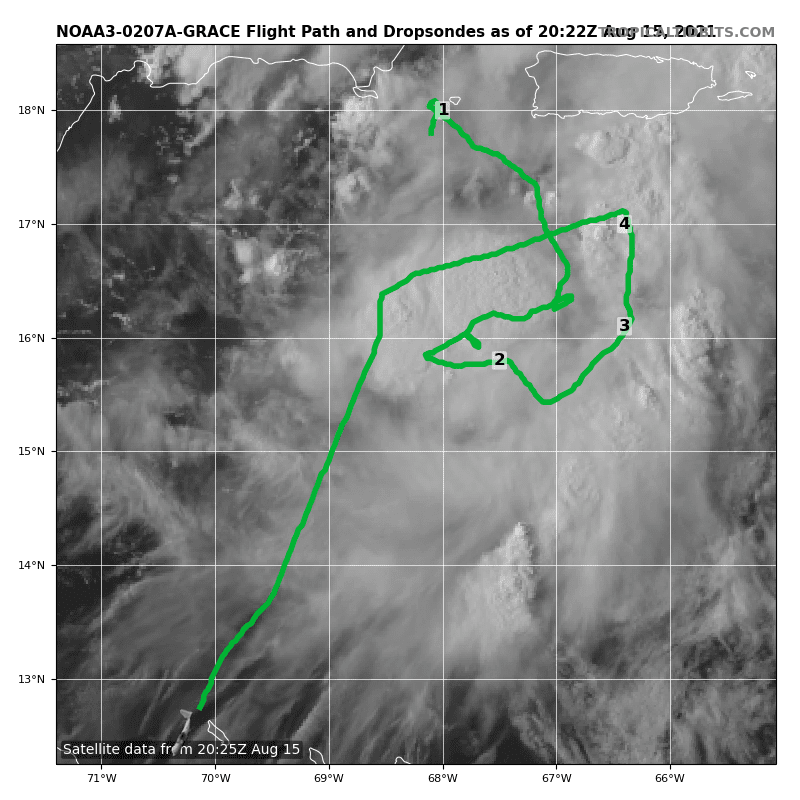 NOAA3-0207A-GRACE Flight Path and Dropsondes as of 20:22Z Aug 15, 2021
TROPICALTIDBITS.COM
18°N
1
17°N
4
16°N
3
2
15°N
14°N
13°N
Satellite data from 20:25Z Aug 15
71°W 70°W 69°W 68°W 67°W 66°W